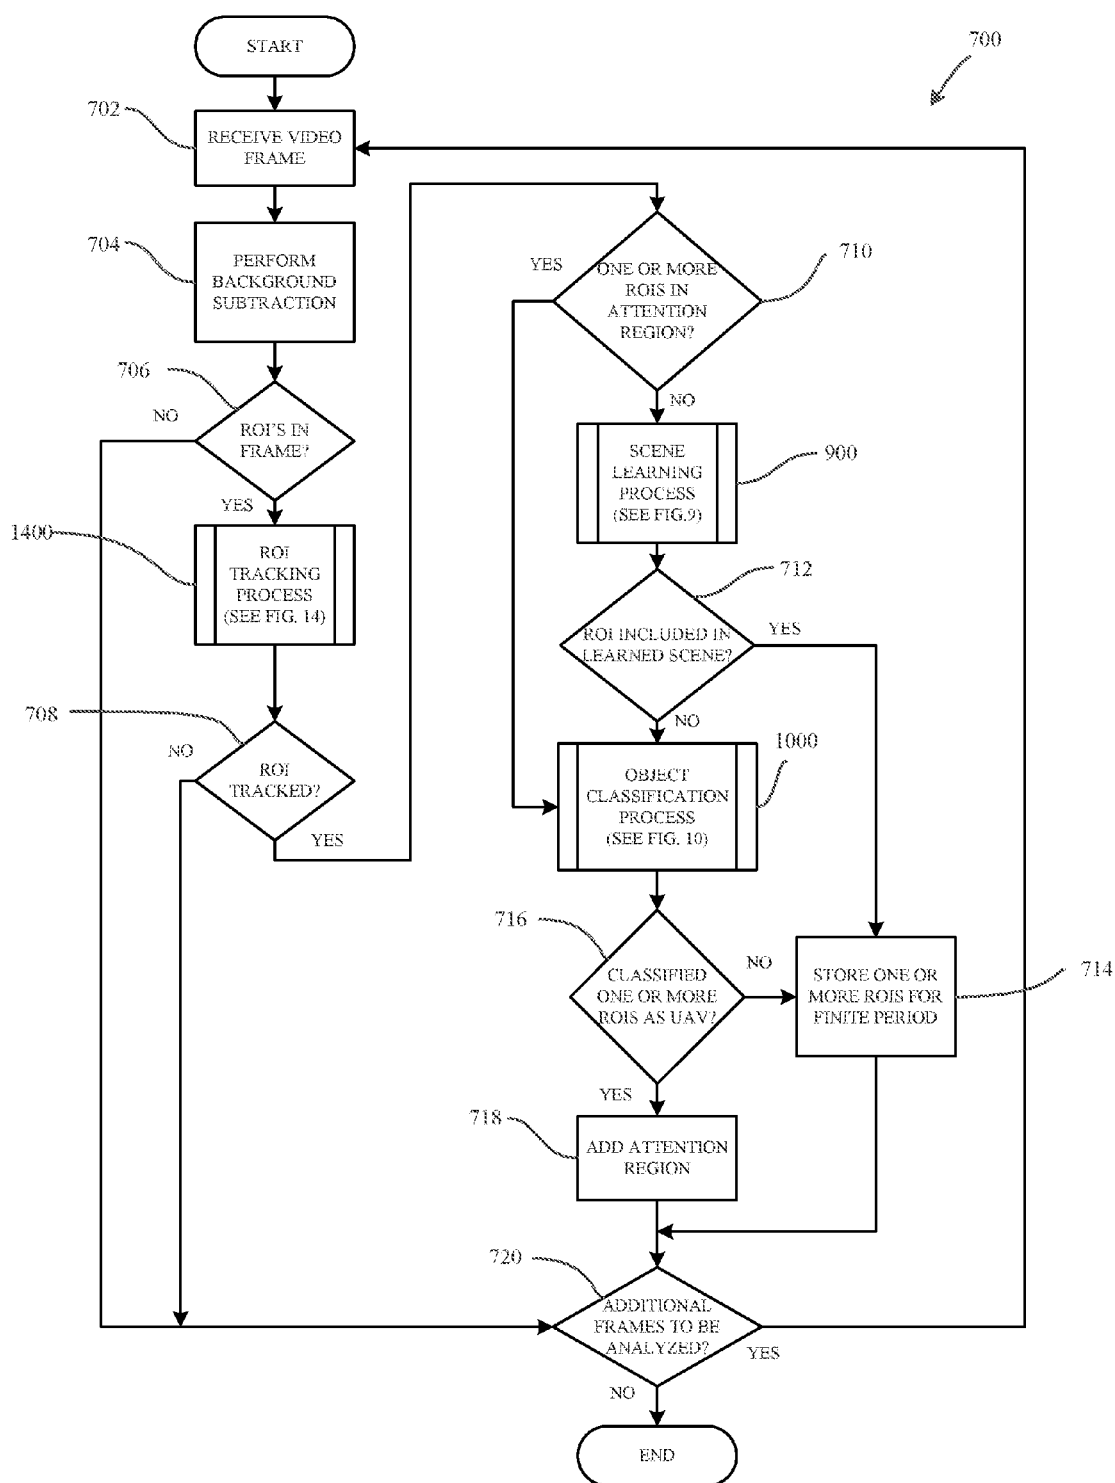 START
700
702
RECEIVE VIDEO
FRAME
704
PERFORM
BACKGROUND
SUBTRACTION
706
NO
ROI'S IN
FRAME?
YES
1400
ROI
TRACKING
PROCESS
(SEE FIG. 14)
708
NO
ROI
TRACKED?
YES
710
YES
ONE OR MORE
ROIS IN
ATTENTION
REGION?
NO
900
SCENE
LEARNING
PROCESS
(SEE FIG.9)
712
ROI INCLUDED IN
LEARNED SCENE?
YES
NO
1000
OBJECT
CLASSIFICATION
PROCESS
(SEE FIG. 10)
716
CLASSIFIED
ONE OR MORE
ROIS AS UAV?
NO
714
STORE ONE OR
MORE ROIS FOR
FINITE PERIOD
YES
718
ADD ATTENTION
REGION
720
ADDITIONAL
FRAMES TO BE
ANALYZED?
YES
NO
END